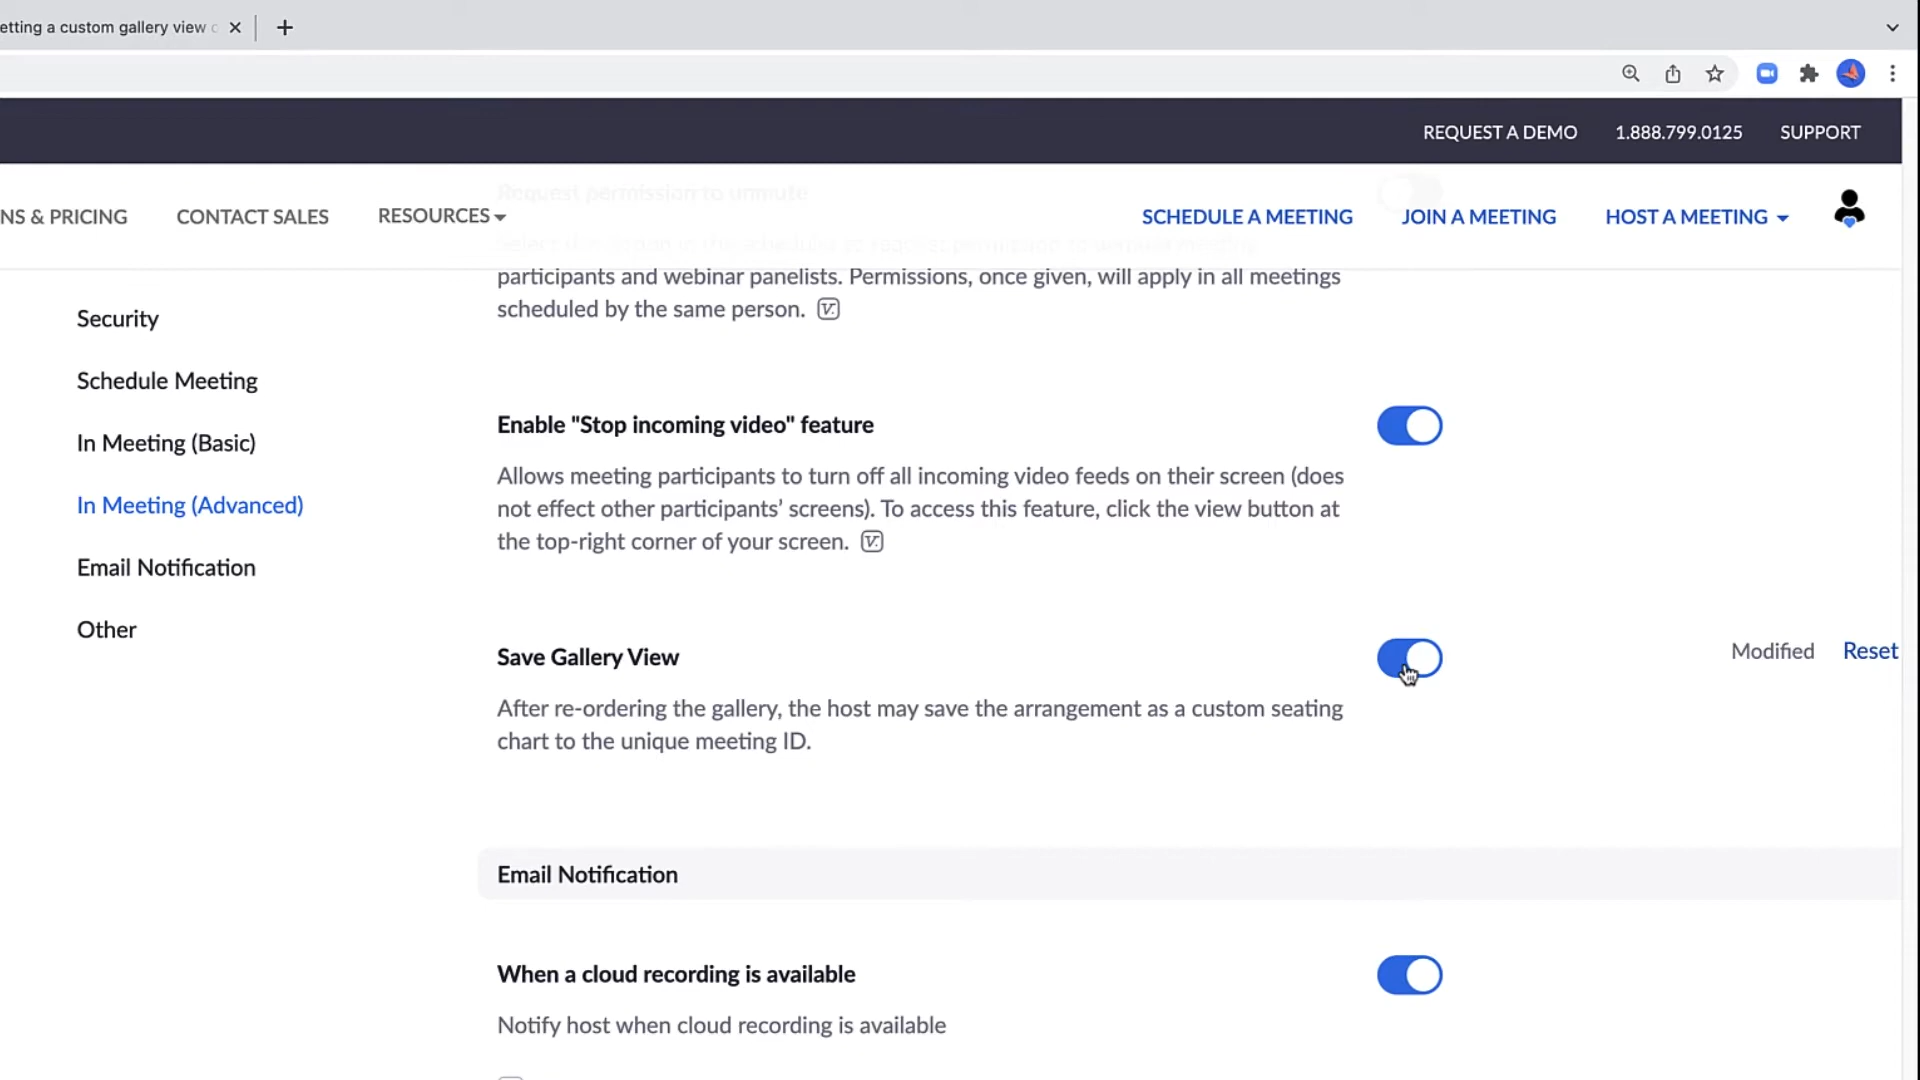 etting a custom gallery view
REQUEST A DEMO 1.888.799.0125 SUPPORT
NS & PRICING CONTACT SALES RESOURCES SCHEDULE A MEETING JOIN A MEETING HOST A MEETING
Request permission to unmute
participants and webinar panelists. Permissions, once given, will apply in all meetings
scheduled by the same person.
Security
Schedule Meeting
In Meeting (Basic)
In Meeting (Advanced)
Email Notification
Other
Enable "Stop incoming video" feature
Allows meeting participants to turn off all incoming video feeds on their screen (does
not effect other participants’ screens). To access this feature, click the view button at
the top-right corner of your screen.
Save Gallery View
Modified Reset
After re-ordering the gallery, the host may save the arrangement as a custom seating
chart to the unique meeting ID.
Email Notification
When a cloud recording is available
Notify host when cloud recording is available